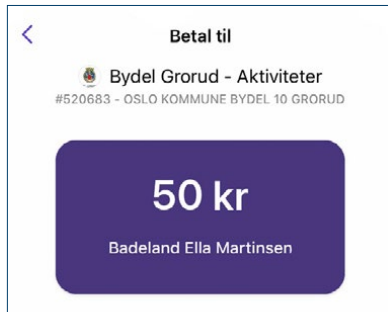 Betal til
Bydel Grorud - Aktiviteter
#520683 - OSLO KOMMUNE BYDEL 10 GRORUD
50 kr
Badeland Ella Martinsen